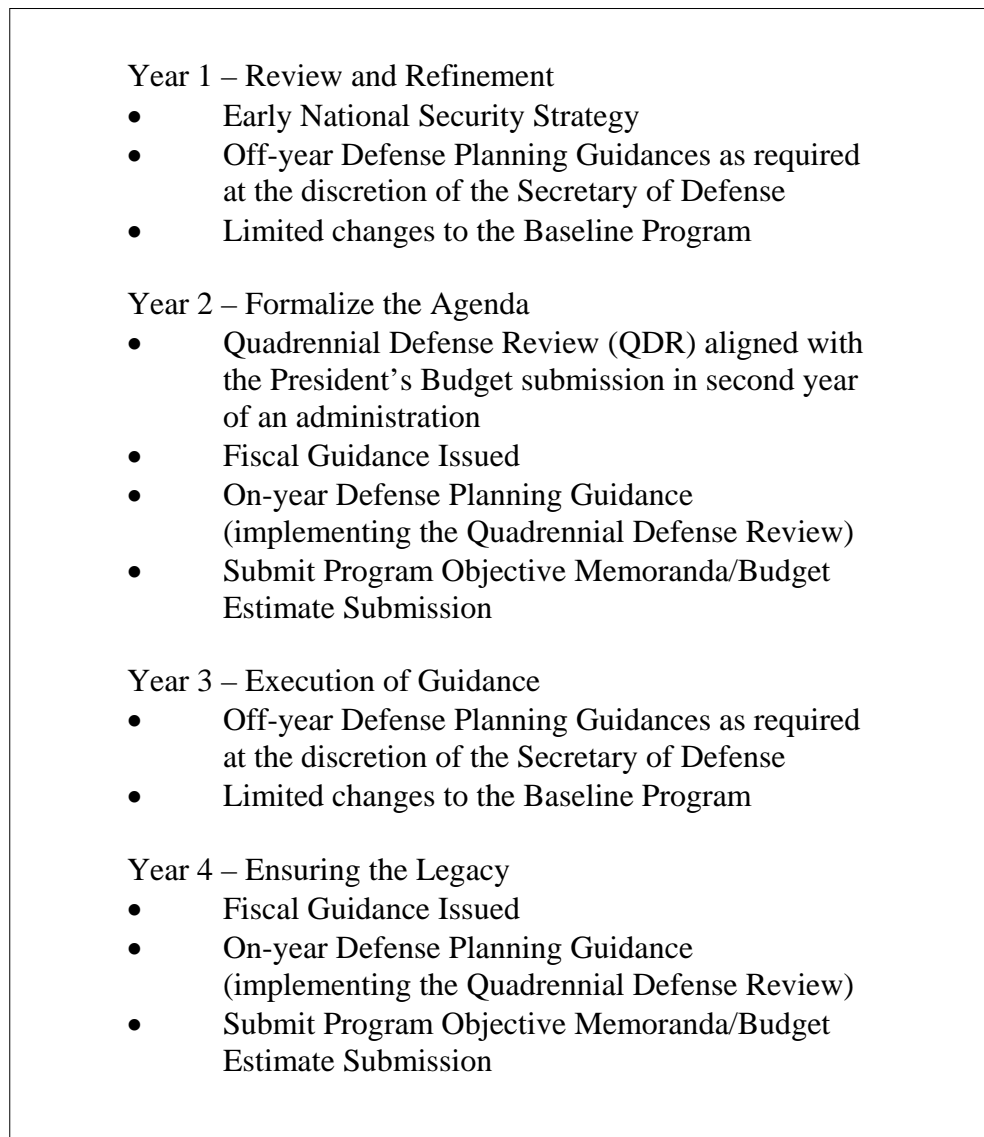 Year 1 – Review and Refinement
• Early National Security Strategy
• Off-year Defense Planning Guidances as required
at the discretion of the Secretary of Defense
• Limited changes to the Baseline Program
Year 2 – Formalize the Agenda
• Quadrennial Defense Review (QDR) aligned with
the President’s Budget submission in second year
of an administration
• Fiscal Guidance Issued
• On-year Defense Planning Guidance
(implementing the Quadrennial Defense Review)
• Submit Program Objective Memoranda/Budget
Estimate Submission
Year 3 – Execution of Guidance
• Off-year Defense Planning Guidances as required
at the discretion of the Secretary of Defense
• Limited changes to the Baseline Program
Year 4 – Ensuring the Legacy
• Fiscal Guidance Issued
• On-year Defense Planning Guidance
(implementing the Quadrennial Defense Review)
• Submit Program Objective Memoranda/Budget
Estimate Submission